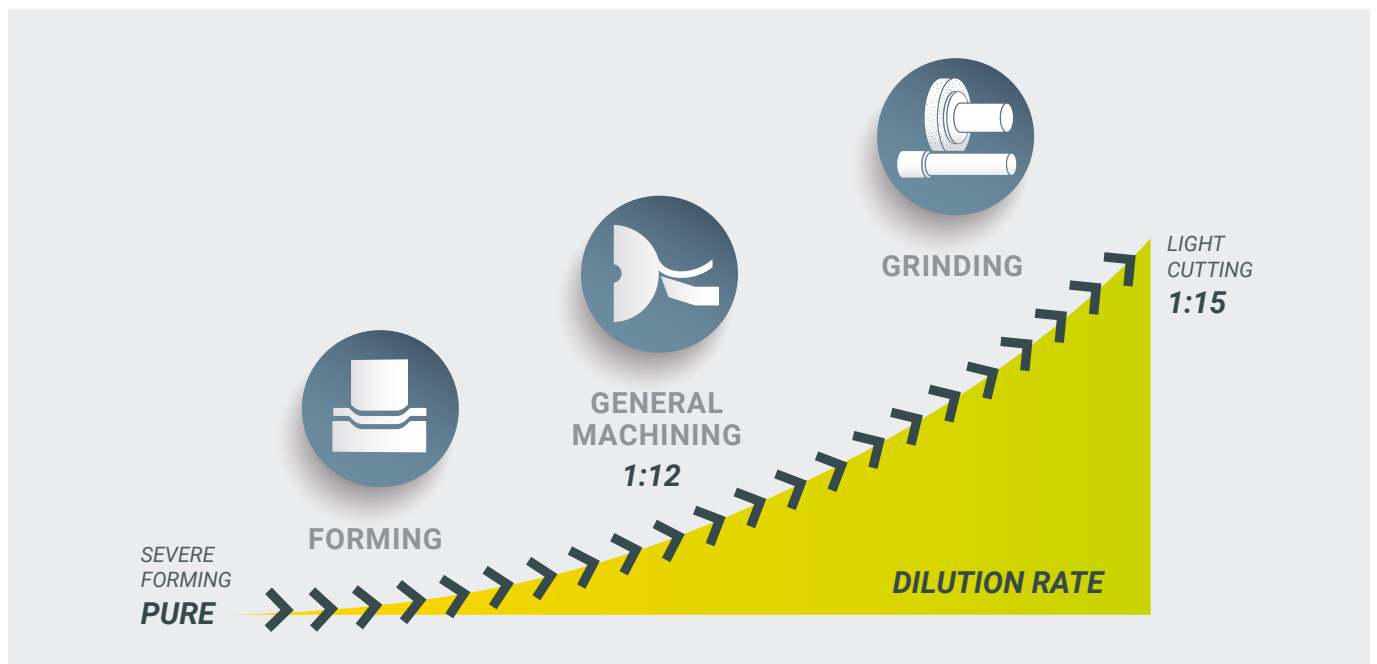 GRINDING
LIGHT
CUTTING
1:15
GENERAL
MACHINING
1:12
FORMING
SEVERE
FORMING
PURE
DILUTION RATE